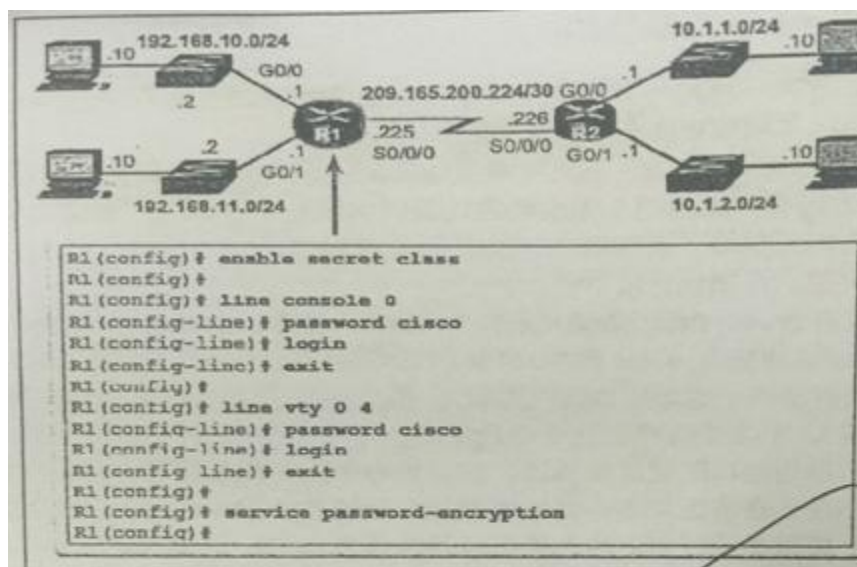 192.168.10.0/24
10.1.1.0/24
.10
.10
G0/0
.1
.1
.2
209.165.200.224/30
G0/0
R1
.225
.226
R2
S0/0/0
S0/0/0
G0/1
.1
.2
.10
.1
G0/1
.10
192.168.11.0/24
10.1.2.0/24
R1(config)# enable secret class
R1(config)#
R1(config)# line console 0
R1(config-line)# password cisco
R1(config-line)# login
R1(config-line)# exit
R1(config)#
R1(config)# line vty 0 4
R1(config-line)# password cisco
R1(config-line)# login
R1(config line)# exit
R1(config)#
R1(config)# service password-encryption
R1(config)#